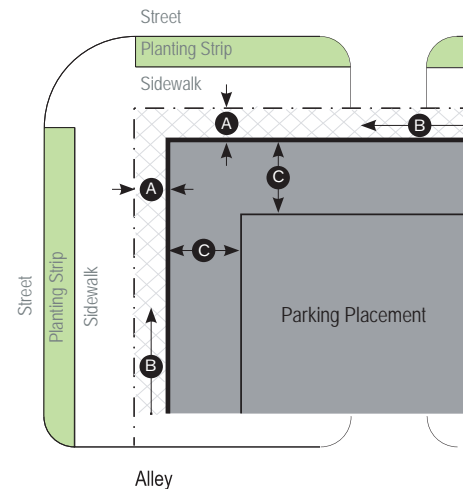 Street
Planting Strip
Sidewalk
A
B
C
A
C
Parking Placement
Street
Planting Strip
Sidewalk
B
Alley